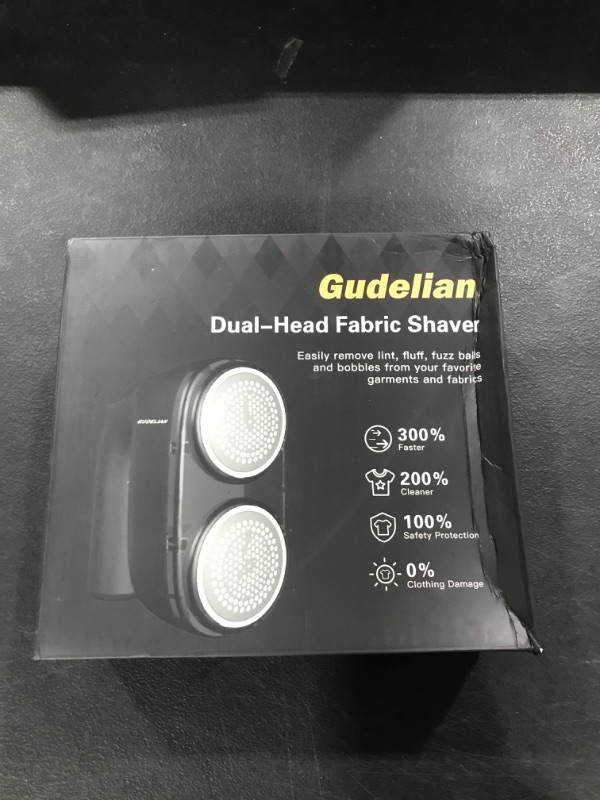 Gudelian
Dual-Head Fabric Shaver
Easily remove lint, fluff, fuzz balls
and bobbles from your favorite
garments and fabrics
GUDELIAN
300%
Faster
200%
Cleaner
100%
Safety Protection
0%
Clothing Damage